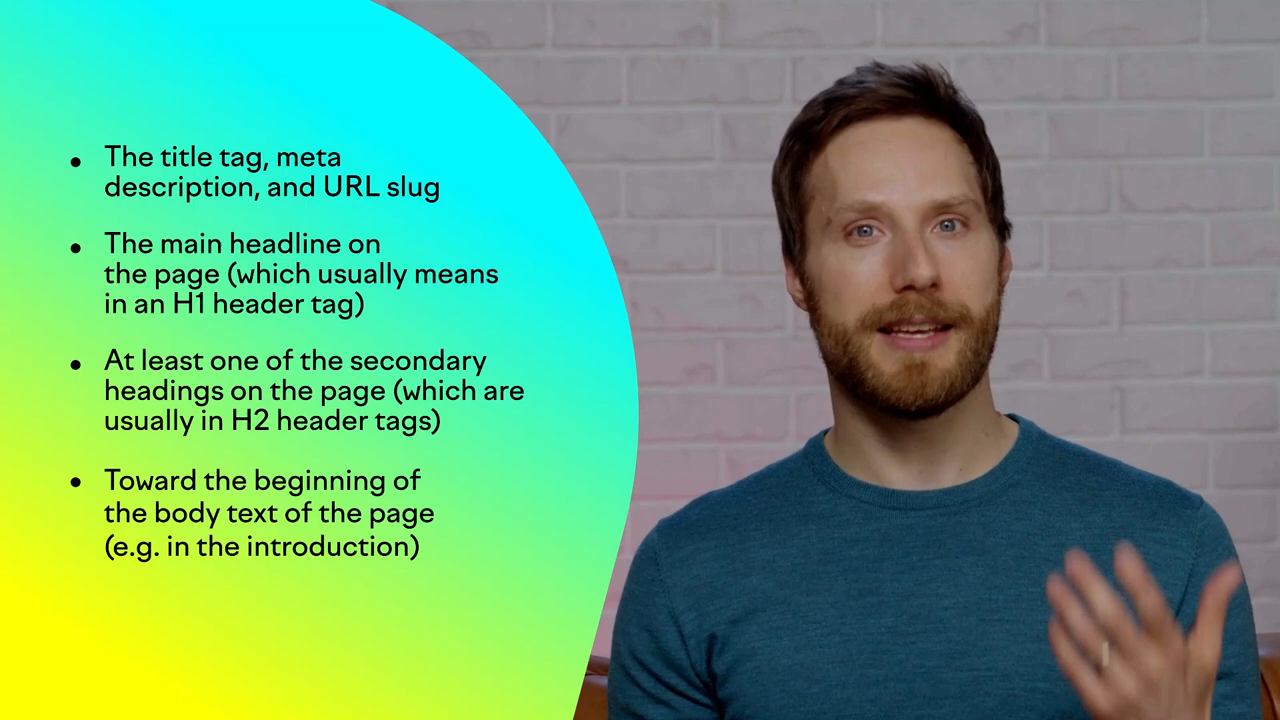 • The title tag, meta
description, and URL slug
• The main headline on
the page (which usually means
in an H1 header tag)
• At least one of the secondary
headings on the page (which are
usually in H2 header tags)
• Toward the beginning of
the body text of the page
(e.g. in the introduction)